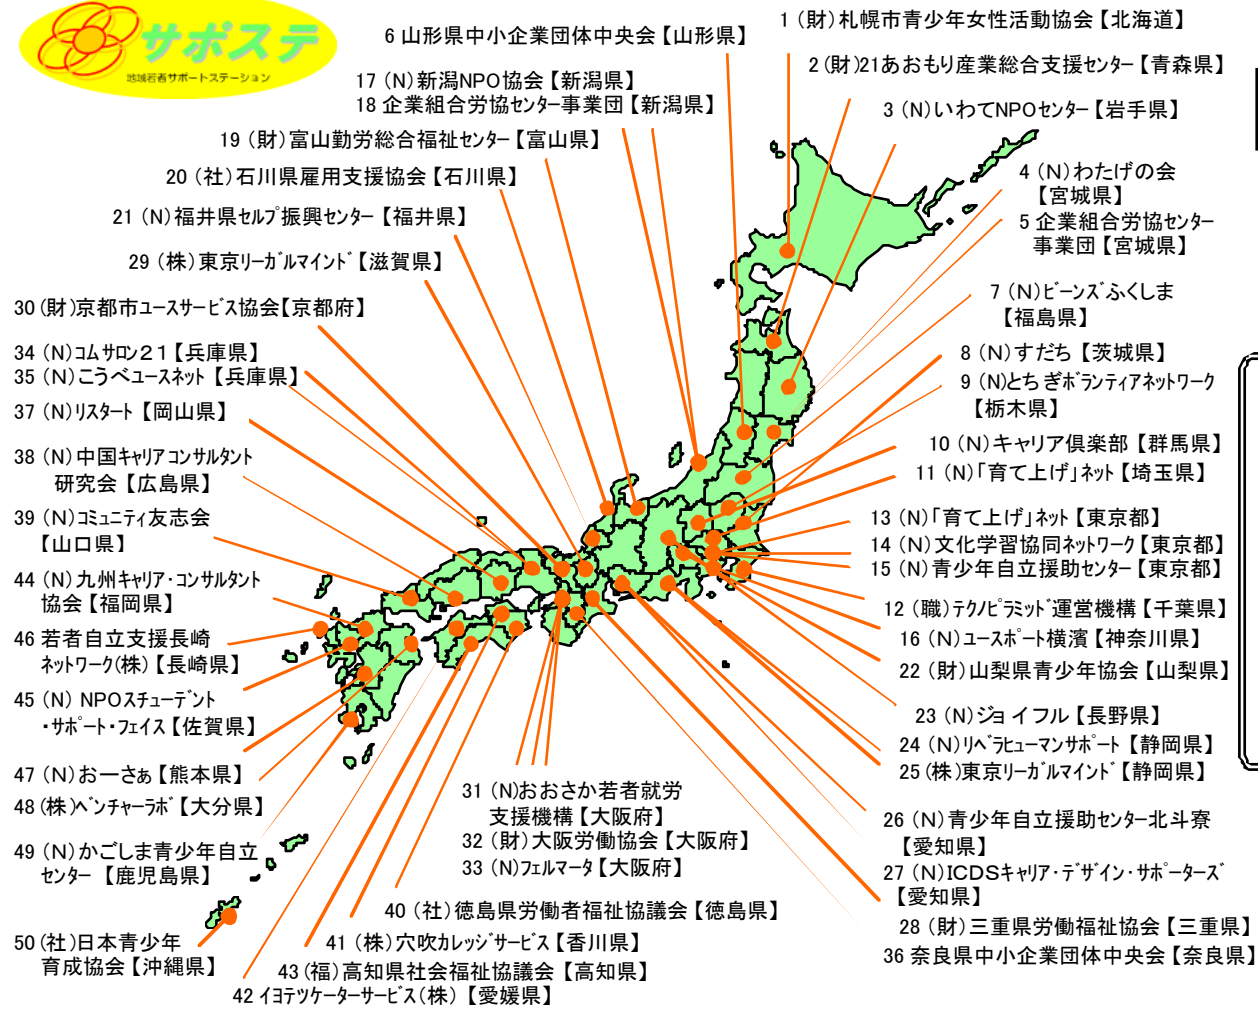 サポステ
地域若者サポートステーション
1 (財)札幌市青少年女性活動協会【北海道】
2 (財)21あおもり産業総合支援センター【青森県】
3 (N)いわてNPOセンター【岩手県】
4 (N)わたげの会
【宮城県】
5 企業組合労協センター
事業団【宮城県】
6 山形県中小企業団体中央会【山形県】
7 (N)ビーンズふくしま
【福島県】
8 (N)すだち【茨城県】
9 (N)とちぎボランティアネットワーク
【栃木県】
10 (N)キャリア倶楽部【群馬県】
11 (N)「育て上げ」ネット【埼玉県】
13 (N)「育て上げ」ネット【東京都】
14 (N)文化学習協同ネットワーク【東京都】
15 (N)青少年自立援助センター【東京都】
12 (職)テクノピラミッド運営機構【千葉県】
16 (N)ユースポート横濱【神奈川県】
22 (財)山梨県青少年協会【山梨県】
23 (N)ジョイフル【長野県】
24 (N)リベラヒューマンサポート【静岡県】
25 (株)東京リーガルマインド【静岡県】
26 (N)青少年自立援助センター北斗寮
【愛知県】
27 (N)ICDSキャリア・デザイン・サポーターズ
【愛知県】
28 (財)三重県労働福祉協会【三重県】
36 奈良県中小企業団体中央会【奈良県】
17 (N)新潟NPO協会【新潟県】
18 企業組合労協センター事業団【新潟県】
19 (財)富山勤労総合福祉センター【富山県】
20 (社)石川県雇用支援協会【石川県】
21 (N)福井県セルプ振興センター【福井県】
29 (株)東京リーガルマインド【滋賀県】
30 (財)京都市ユースサービス協会【京都府】
34 (N)コムサロン21【兵庫県】
35 (N)こうべユースネット【兵庫県】
37 (N)リスタート【岡山県】
38 (N)中国キャリアコンサルタント
研究会【広島県】
39 (N)コミュニティ友志会
【山口県】
44 (N)九州キャリア・コンサルタント
協会【福岡県】
46 若者自立支援長崎
ネットワーク(株)【長崎県】
45 (N) NPOスチューデント
・サポート・フェイス【佐賀県】
47 (N)おーさぁ【熊本県】
48 (株)ベンチャーラボ【大分県】
49 (N)かごしま青少年自立
センター【鹿児島県】
50 (社)日本青少年
育成協会【沖縄県】
31 (N)おおさか若者就労
支援機構【大阪府】
32 (財)大阪労働協会【大阪府】
33 (N)フェルマータ【大阪府】
40 (社)徳島県労働者福祉協議会【徳島県】
41 (株)穴吹カレッジサービス【香川県】
43 (福)高知県社会福祉協議会【高知県】
42 イヨテツケーターサービス(株)【愛媛県】